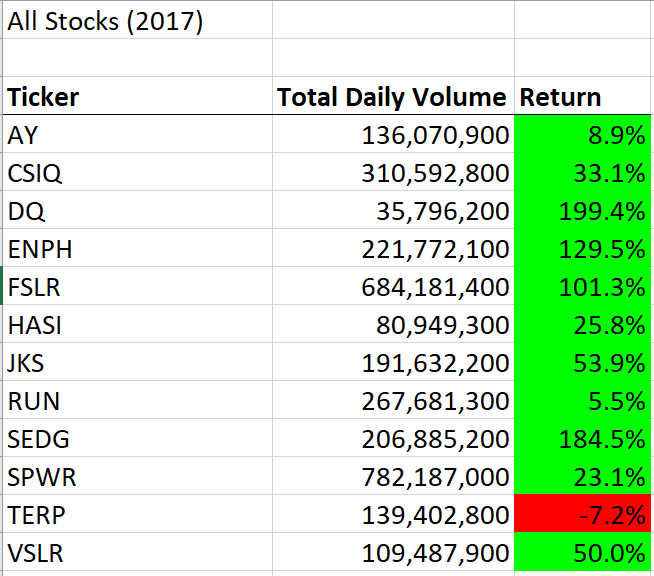 All Stocks (2017)
Ticker Total Daily Volume Return
AY 136,070,900 8.9%
CSIQ 310,592,800 33.1%
DQ 35,796,200 199.4%
ENPH 221,772,100 129.5%
FSLR 684,181,400 101.3%
HASI 80,949,300 25.8%
JKS 191,632,200 53.9%
RUN 267,681,300 5.5%
SEDG 206,885,200 184.5%
SPWR 782,187,000 23.1%
TERP 139,402,800 -7.2%
VSLR 109,487,900 50.0%